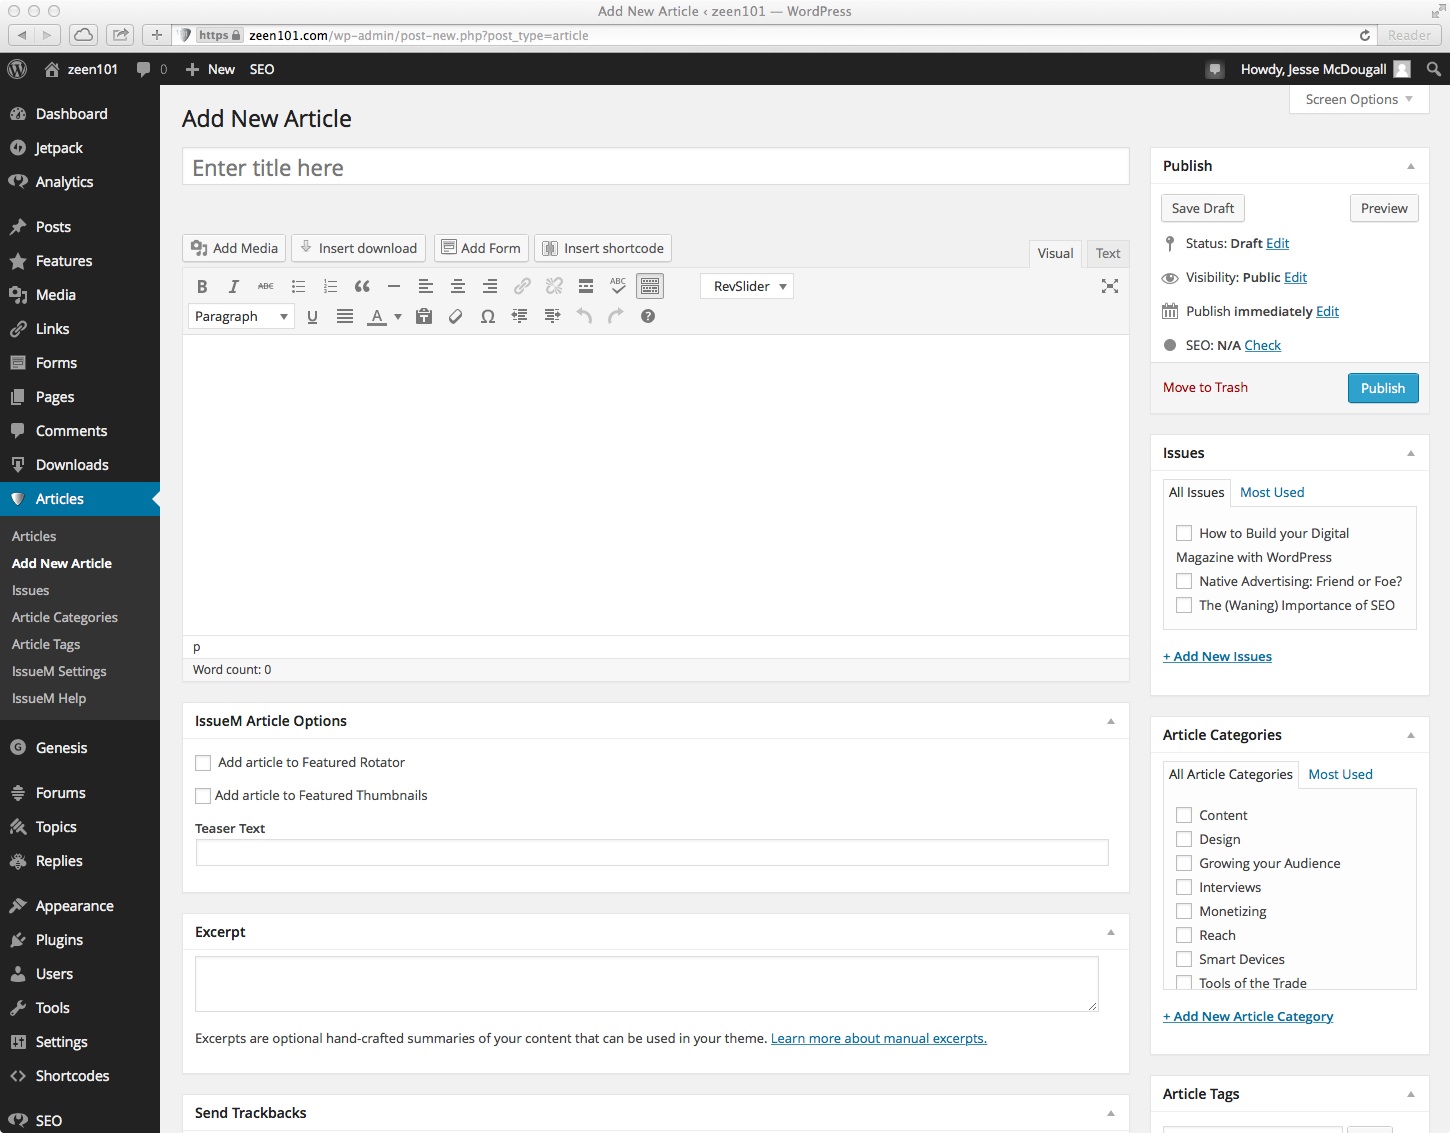 Add New Article ‹ zeen101 — WordPress
https zeen101.com/wp-admin/post-new.php?post_type=article Reader
zeen101 0 New SEO Howdy, Jesse McDougall
Screen Options
Dashboard
Jetpack
Analytics
Posts
Features
Media
Links
Forms
Pages
Comments
Downloads
Articles
Articles
Add New Article
Issues
Article Categories
Article Tags
IssueM Settings
IssueM Help
Genesis
Forums
Topics
Replies
Appearance
Plugins
Users
Tools
Settings
Shortcodes
SEO
Add New Article
Enter title here
Add Media Insert download Add Form Insert shortcode Visual Text
B I ABC ABC RevSlider
Paragraph U A Ω ?
p
Word count: 0
IssueM Article Options
Add article to Featured Rotator
Add article to Featured Thumbnails
Teaser Text
Excerpt
Excerpts are optional hand-crafted summaries of your content that can be used in your theme. Learn more about manual excerpts.
Send Trackbacks
Publish
Save Draft Preview
Status: Draft Edit
Visibility: Public Edit
Publish immediately Edit
SEO: N/A Check
Move to Trash Publish
Issues
All Issues Most Used
How to Build your Digital
Magazine with WordPress
Native Advertising: Friend or Foe?
The (Waning) Importance of SEO
+ Add New Issues
Article Categories
All Article Categories Most Used
Content
Design
Growing your Audience
Interviews
Monetizing
Reach
Smart Devices
Tools of the Trade
+ Add New Article Category
Article Tags